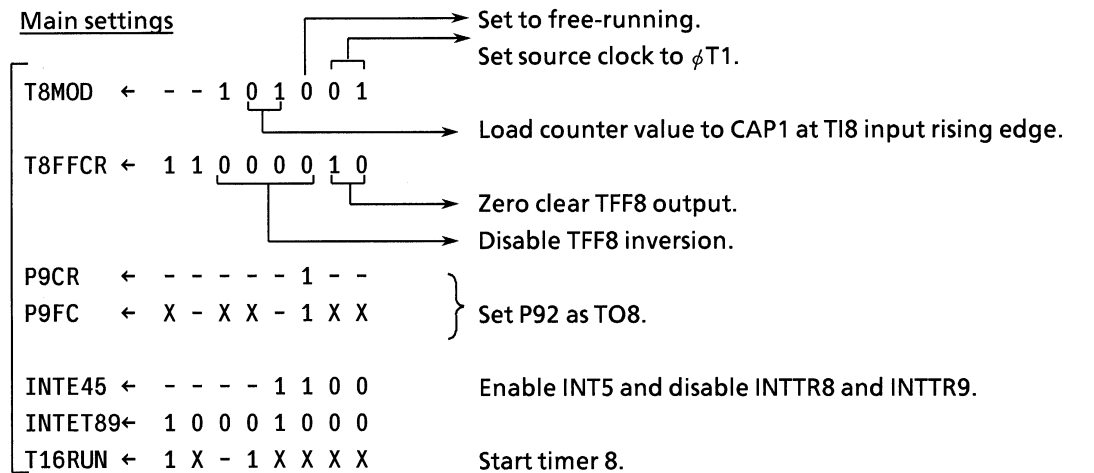 Main settings
Set to free-running.
Set source clock to ϕT1.
T8MOD ← - - 1 0 1 0 0 1
Load counter value to CAP1 at TI8 input rising edge.
T8FFCR ← 1 1 0 0 0 0 1 0
Zero clear TFF8 output.
Disable TFF8 inversion.
P9CR ← - - - - - 1 - -
P9FC ← X - X X - 1 X X
Set P92 as TO8.
INTE45 ← - - - - 1 1 0 0 Enable INT5 and disable INTTR8 and INTTR9.
INTET89← 1 0 0 0 1 0 0 0
T16RUN ← 1 X - 1 X X X X Start timer 8.